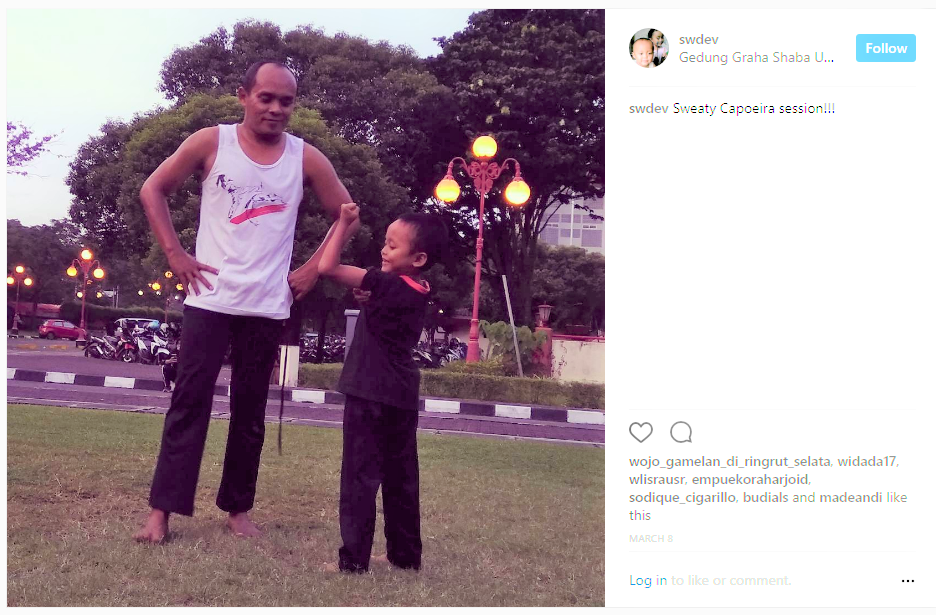 swdev
Gedung Graha Shaba U...
Follow
swdev Sweaty Capoeira session!!!
wojo_gamelan_di_ringrut_selata, widada17,
wlisrausr, empuekoraharjoid,
sodique_cigarillo, budials and madeandi like
this
MARCH 8
Log in to like or comment.